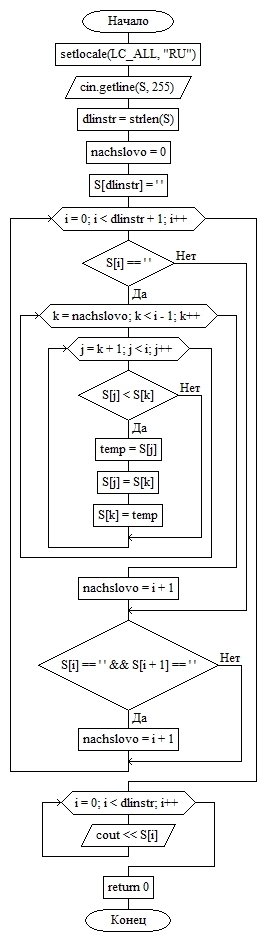 Начало
setlocale(LC_ALL, "RU")
cin.getline(S, 255)
dlinstr = strlen(S)
nachslovo = 0
S[dlinstr] = ' '
i = 0; i < dlinstr + 1; i++
S[i] == ' '
Нет
Да
k = nachslovo; k < i - 1; k++
j = k + 1; j < i; j++
S[j] < S[k]
Нет
Да
temp = S[j]
S[j] = S[k]
S[k] = temp
nachslovo = i + 1
S[i] == ' ' && S[i + 1] == ' '
Нет
Да
nachslovo = i + 1
i = 0; i < dlinstr; i++
cout << S[i]
return 0
Конец